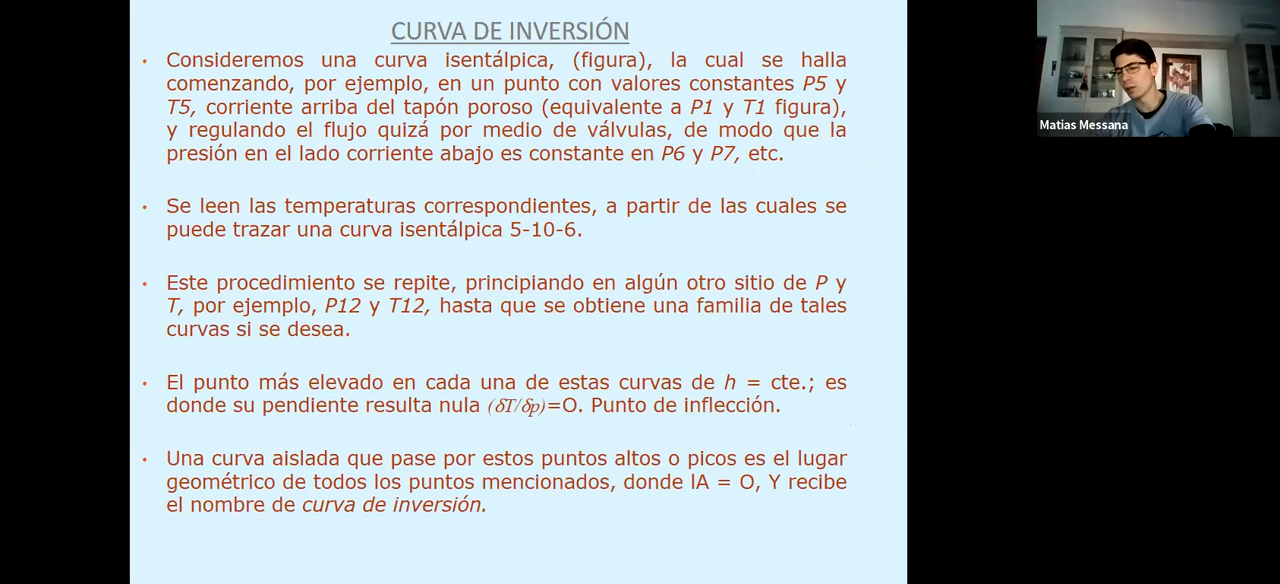 CURVA DE INVERSIÓN
• Consideremos una curva isentálpica, (figura), la cual se halla
comenzando, por ejemplo, en un punto con valores constantes P5 y
T5, corriente arriba del tapón poroso (equivalente a P1 y T1 figura),
y regulando el flujo quizá por medio de válvulas, de modo que la
presión en el lado corriente abajo es constante en P6 y P7, etc.
• Se leen las temperaturas correspondientes, a partir de las cuales se
puede trazar una curva isentálpica 5-10-6.
• Este procedimiento se repite, principiando en algún otro sitio de P y
T, por ejemplo, P12 y T12, hasta que se obtiene una familia de tales
curvas si se desea.
• El punto más elevado en cada una de estas curvas de h = cte.; es
donde su pendiente resulta nula (δT/δp)=O. Punto de inflección.
• Una curva aislada que pase por estos puntos altos o picos es el lugar
geométrico de todos los puntos mencionados, donde lA = O, Y recibe
el nombre de curva de inversión.
Matias Messana